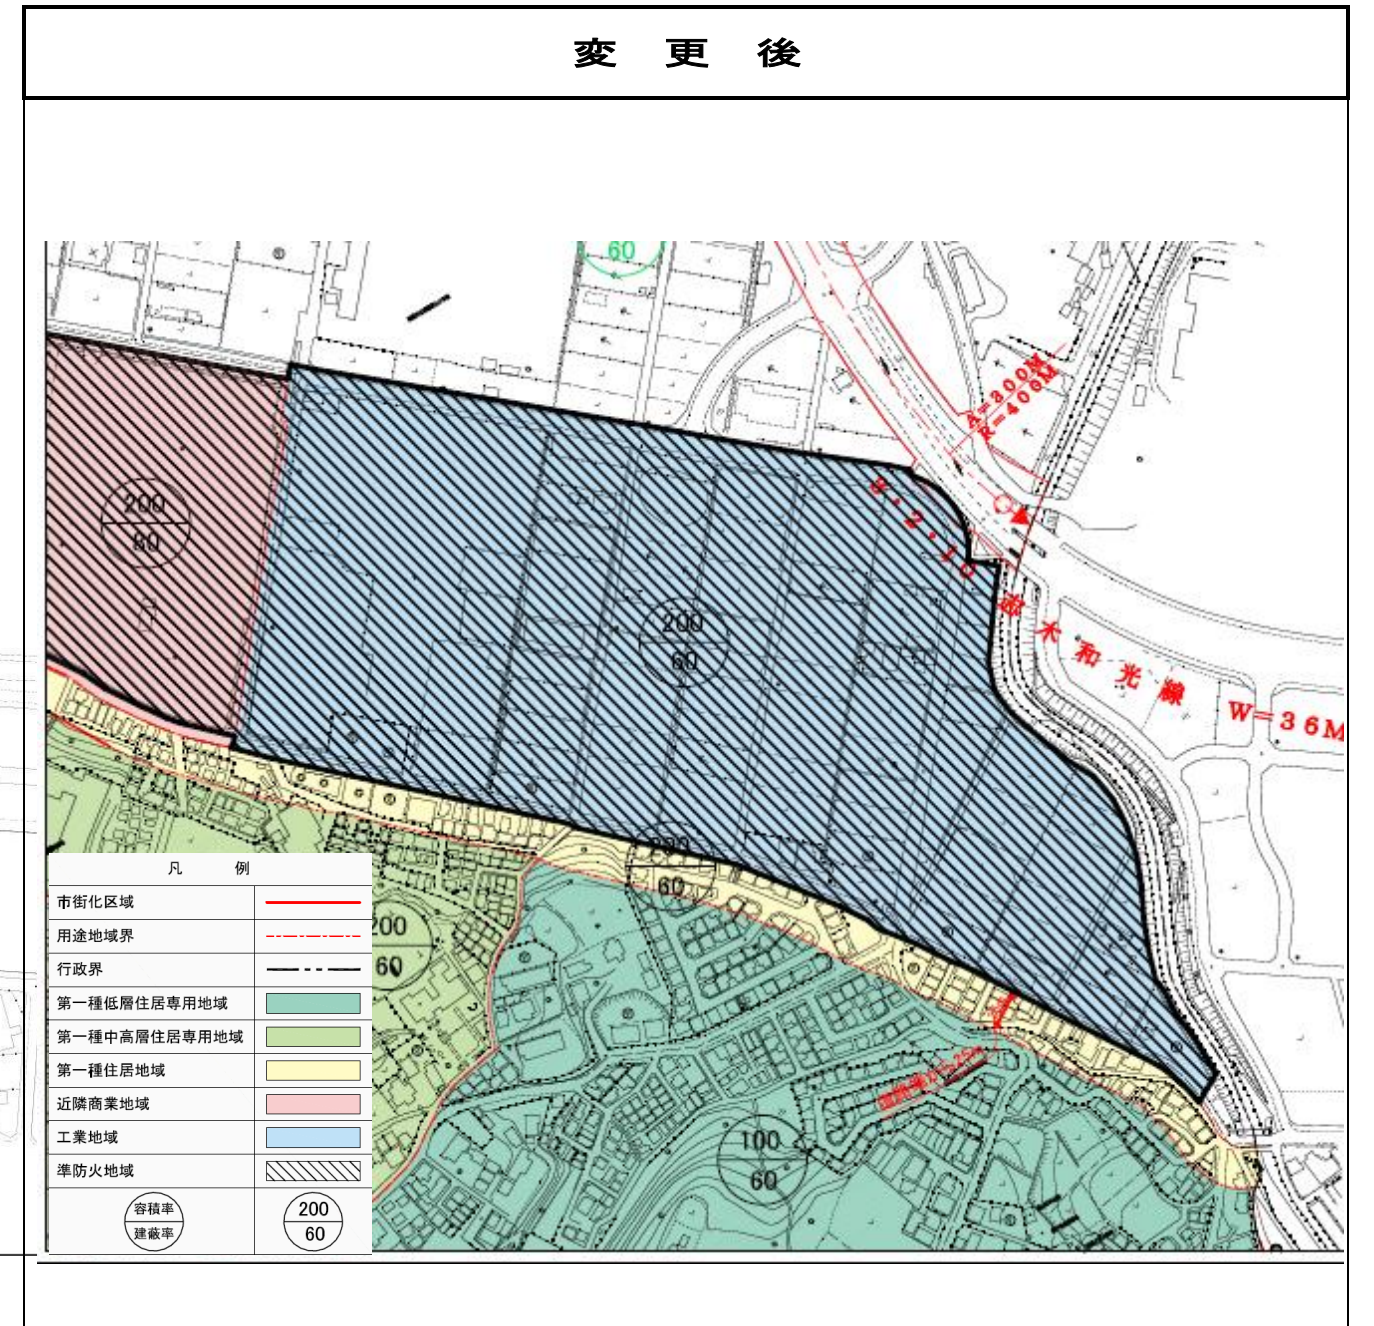 変 更 後
60
A=300M
R=400M
3・2・10 志木和光線 W=36M
200
80
200
60
200
60
200
60
100
60
凡 例
市街化区域
用途地域界
行政界
第一種低層住居専用地域
第一種中高層住居専用地域
第一種住居地域
近隣商業地域
工業地域
準防火地域
容積率
建蔽率
200
60